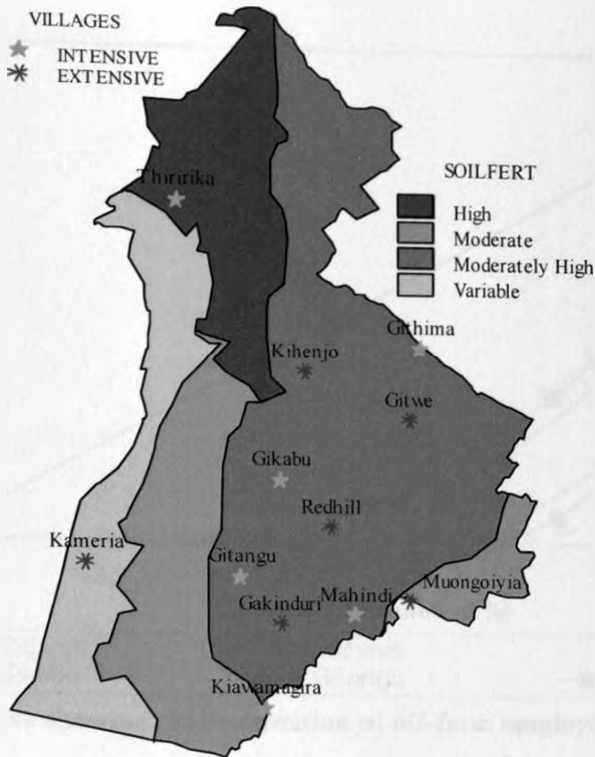 VILLAGES
INTENSIVE
EXTENSIVE
SOILFERT
High
Moderate
Moderately High
Variable
Thiririka
Githima
Kihenjo
Gitwe
Gikabu
Redhill
Kameria
Gitangu
Mahindi
Muongoiyia
Gakinduri
Kiawamagira